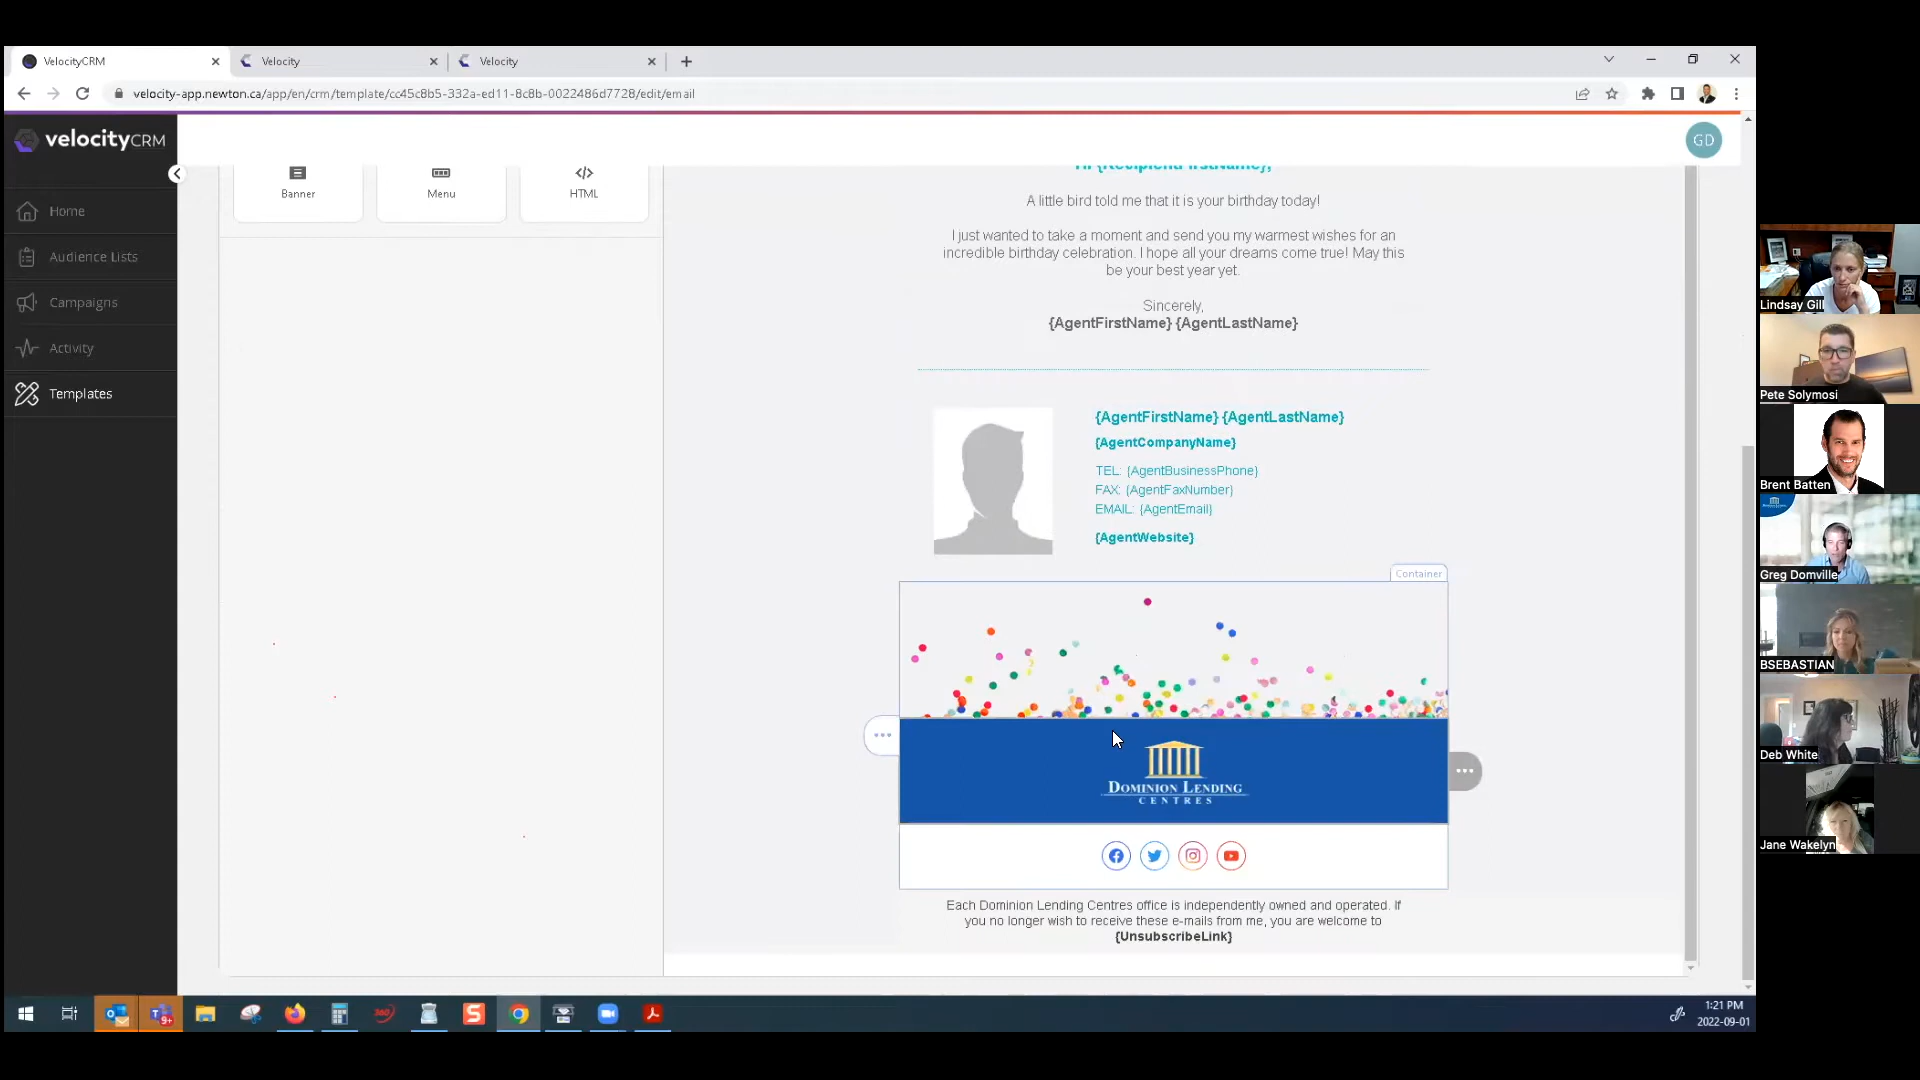 VelocityCRM
Velocity
Velocity
velocity-app.newton.ca/app/en/crm/template/cc45c8b5-332a-ed11-8c8b-0022486d7728/edit/email
velocityCRM
GD
Home
Audience Lists
Campaigns
Activity
Templates
Banner
Menu
HTML
Hi {RecipientFirstName},
A little bird told me that it is your birthday today!
I just wanted to take a moment and send you my warmest wishes for an
incredible birthday celebration. I hope all your dreams come true! May this
be your best year yet.
Sincerely,
{AgentFirstName} {AgentLastName}
{AgentFirstName} {AgentLastName}
{AgentCompanyName}
TEL: {AgentBusinessPhone}
FAX: {AgentFaxNumber}
EMAIL: {AgentEmail}
{AgentWebsite}
Container
DOMINION LENDING
CENTRES
Each Dominion Lending Centres office is independently owned and operated. If
you no longer wish to receive these e-mails from me, you are welcome to
{UnsubscribeLink}
Lindsay Gill
Pete Solymosi
Brent Batten
Greg Domville
BSEBASTIAN
Deb White
Jane Wakelyn
9+
360
S
1:21 PM
2022-09-01